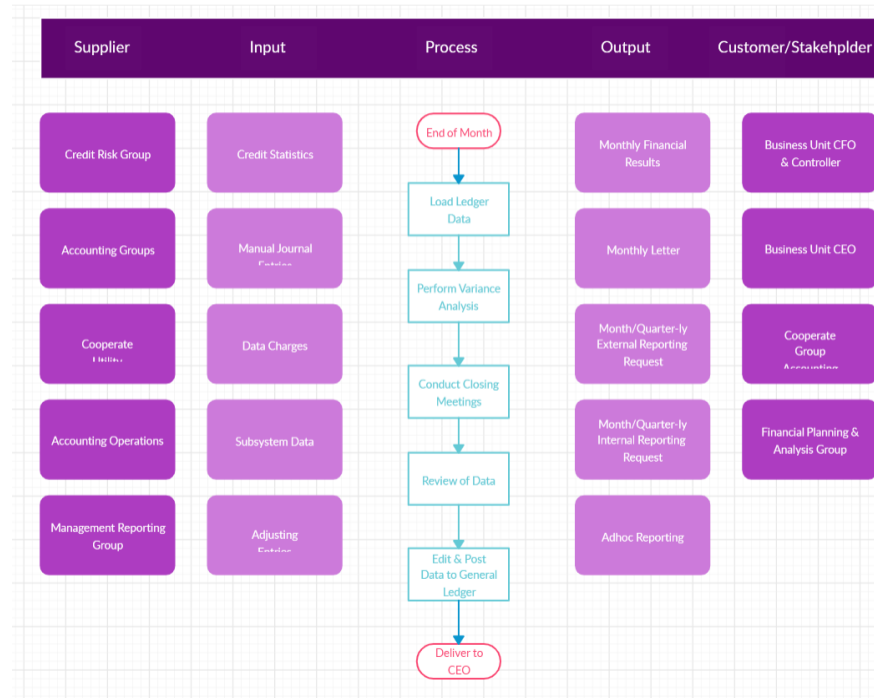 Supplier
Input
Process
Output
Customer/Stakehplder
Credit Risk Group
Accounting Groups
Cooperate
Accounting Operations
Management Reporting
Group
Credit Statistics
Manual Journal
Entries
Data Charges
Subsystem Data
Adjusting
Entries
End of Month
Load Ledger
Data
Perform Variance
Analysis
Conduct Closing
Meetings
Review of Data
Edit & Post
Data to General
Ledger
Deliver to
CEO
Monthly Financial
Results
Monthly Letter
Month/Quarter-ly
External Reporting
Request
Month/Quarter-ly
Internal Reporting
Request
Adhoc Reporting
Business Unit CFO
& Controller
Business Unit CEO
Cooperate
Group
Accounting
Financial Planning &
Analysis Group